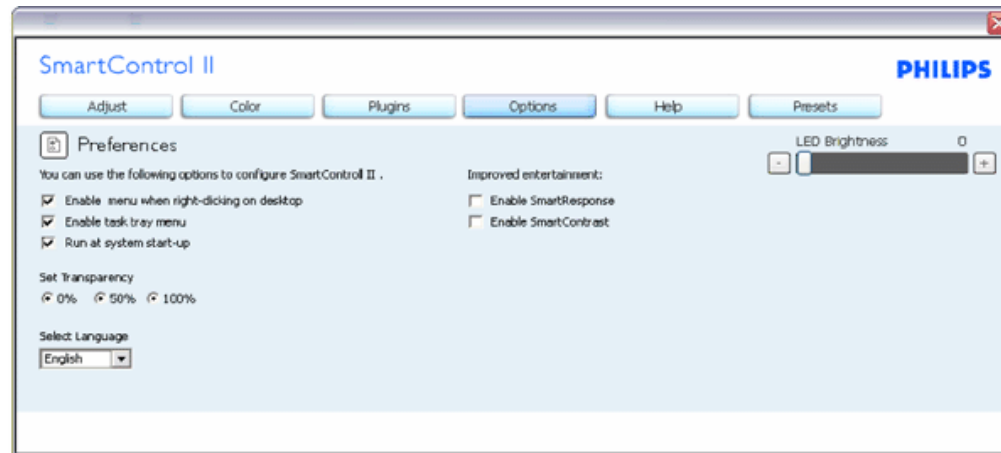 SmartControl II
PHILIPS
Adjust Color Plugins Options Help Presets
Preferences
LED Brightness 0
- +
You can use the following options to configure SmartControl II .
Improved entertainment:
Enable menu when right-clicking on desktop
Enable SmartResponse
Enable task tray menu
Enable SmartContrast
Run at system start-up
Set Transparency
0% 50% 100%
Select Language
English